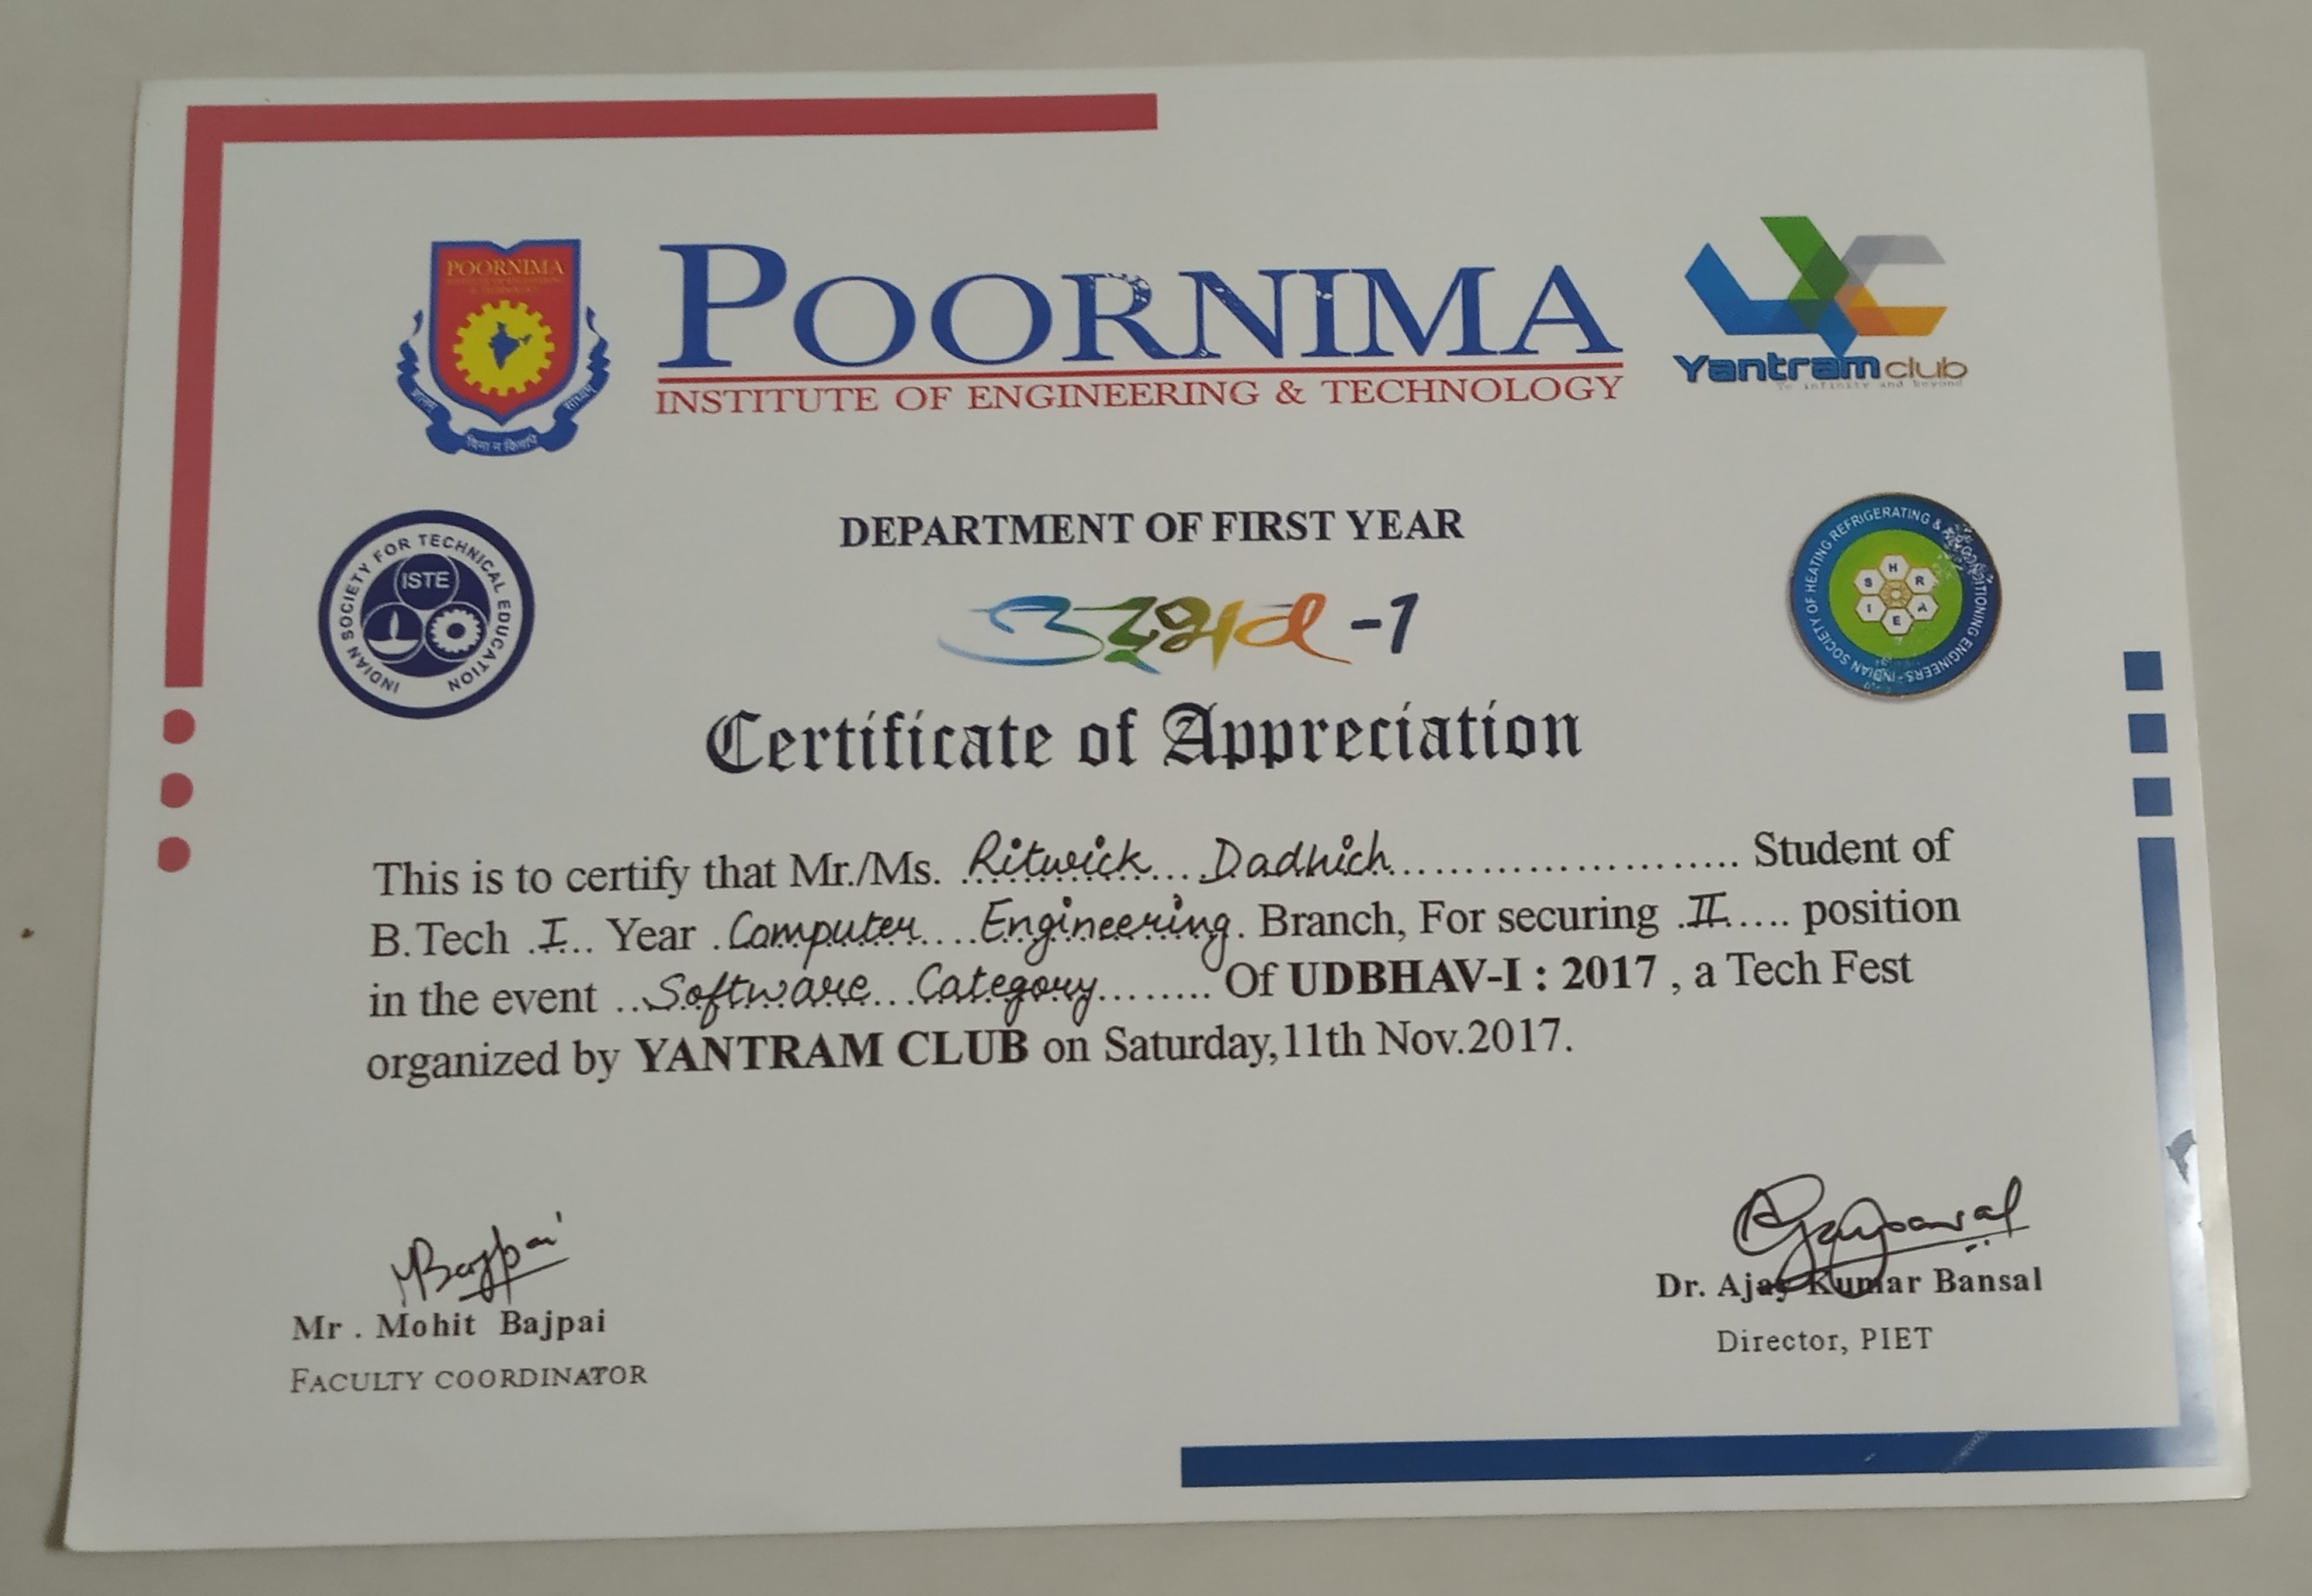 POORNIMA
INSTITUTE OF ENGINEERING & TECHNOLOGY
POORNIMA
Yantram club
To infinity and beyond
DEPARTMENT OF FIRST YEAR
INDIAN SOCIETY FOR TECHNICAL EDUCATION
ISTE
INDIAN SOCIETY OF HEATING REFRIGERATING & AIR CONDITIONING ENGINEERS
I S H R A E
उद्भव -1
Certificate of Appreciation
This is to certify that Mr./Ms. Ritwick Dadhich Student of
B.Tech I Year Computer Engineering. Branch, For securing II position
in the event Software Category Of UDBHAV-I : 2017 , a Tech Fest
organized by YANTRAM CLUB on Saturday,11th Nov.2017.
MBajpai
Mr . Mohit Bajpai
FACULTY COORDINATOR
Dr. Ajay Kumar Bansal
Director, PIET